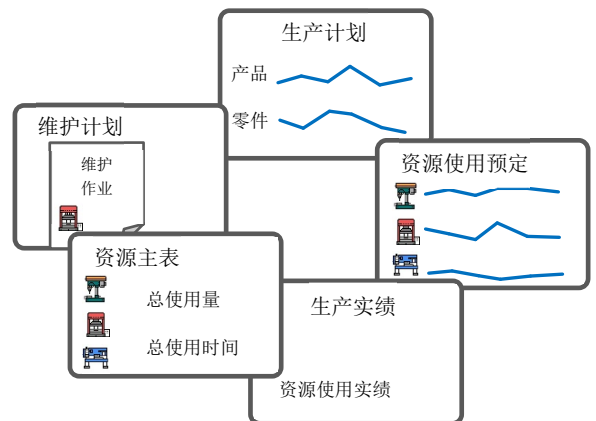 生产计划
产品
零件
维护计划
维护
作业
资源使用预定
资源主表
总使用量
总使用时间
生产实绩
资源使用实绩